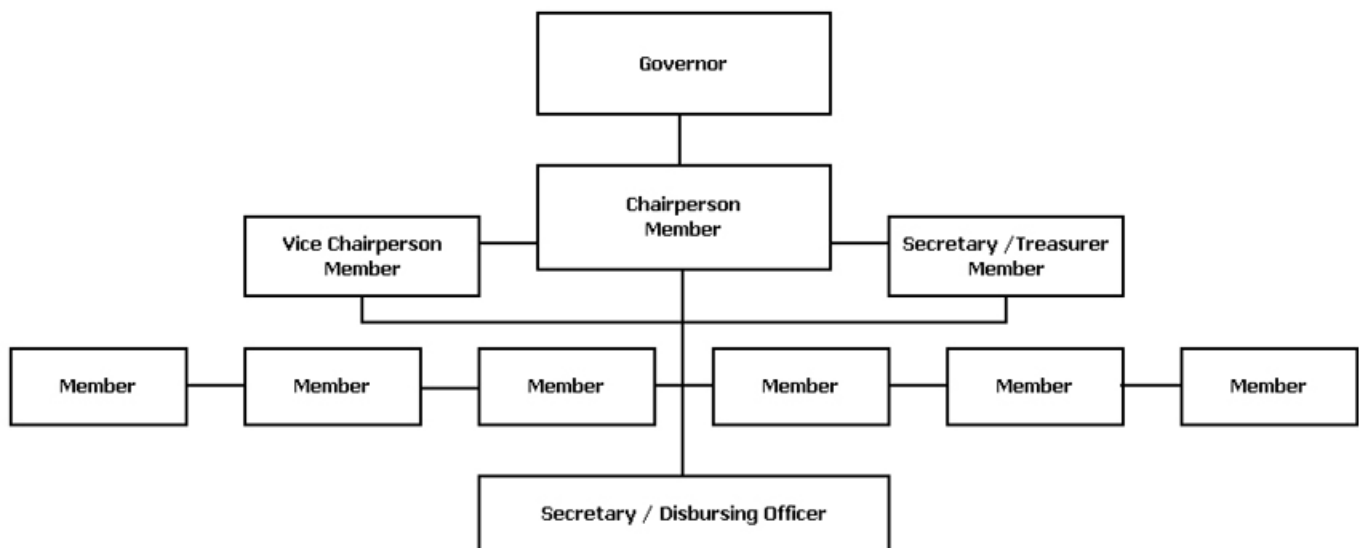 Governor
Chairperson
Member
Vice Chairperson
Member
Secretary /Treasurer
Member
Member
Member
Member
Member
Member
Member
Secretary / Disbursing Officer